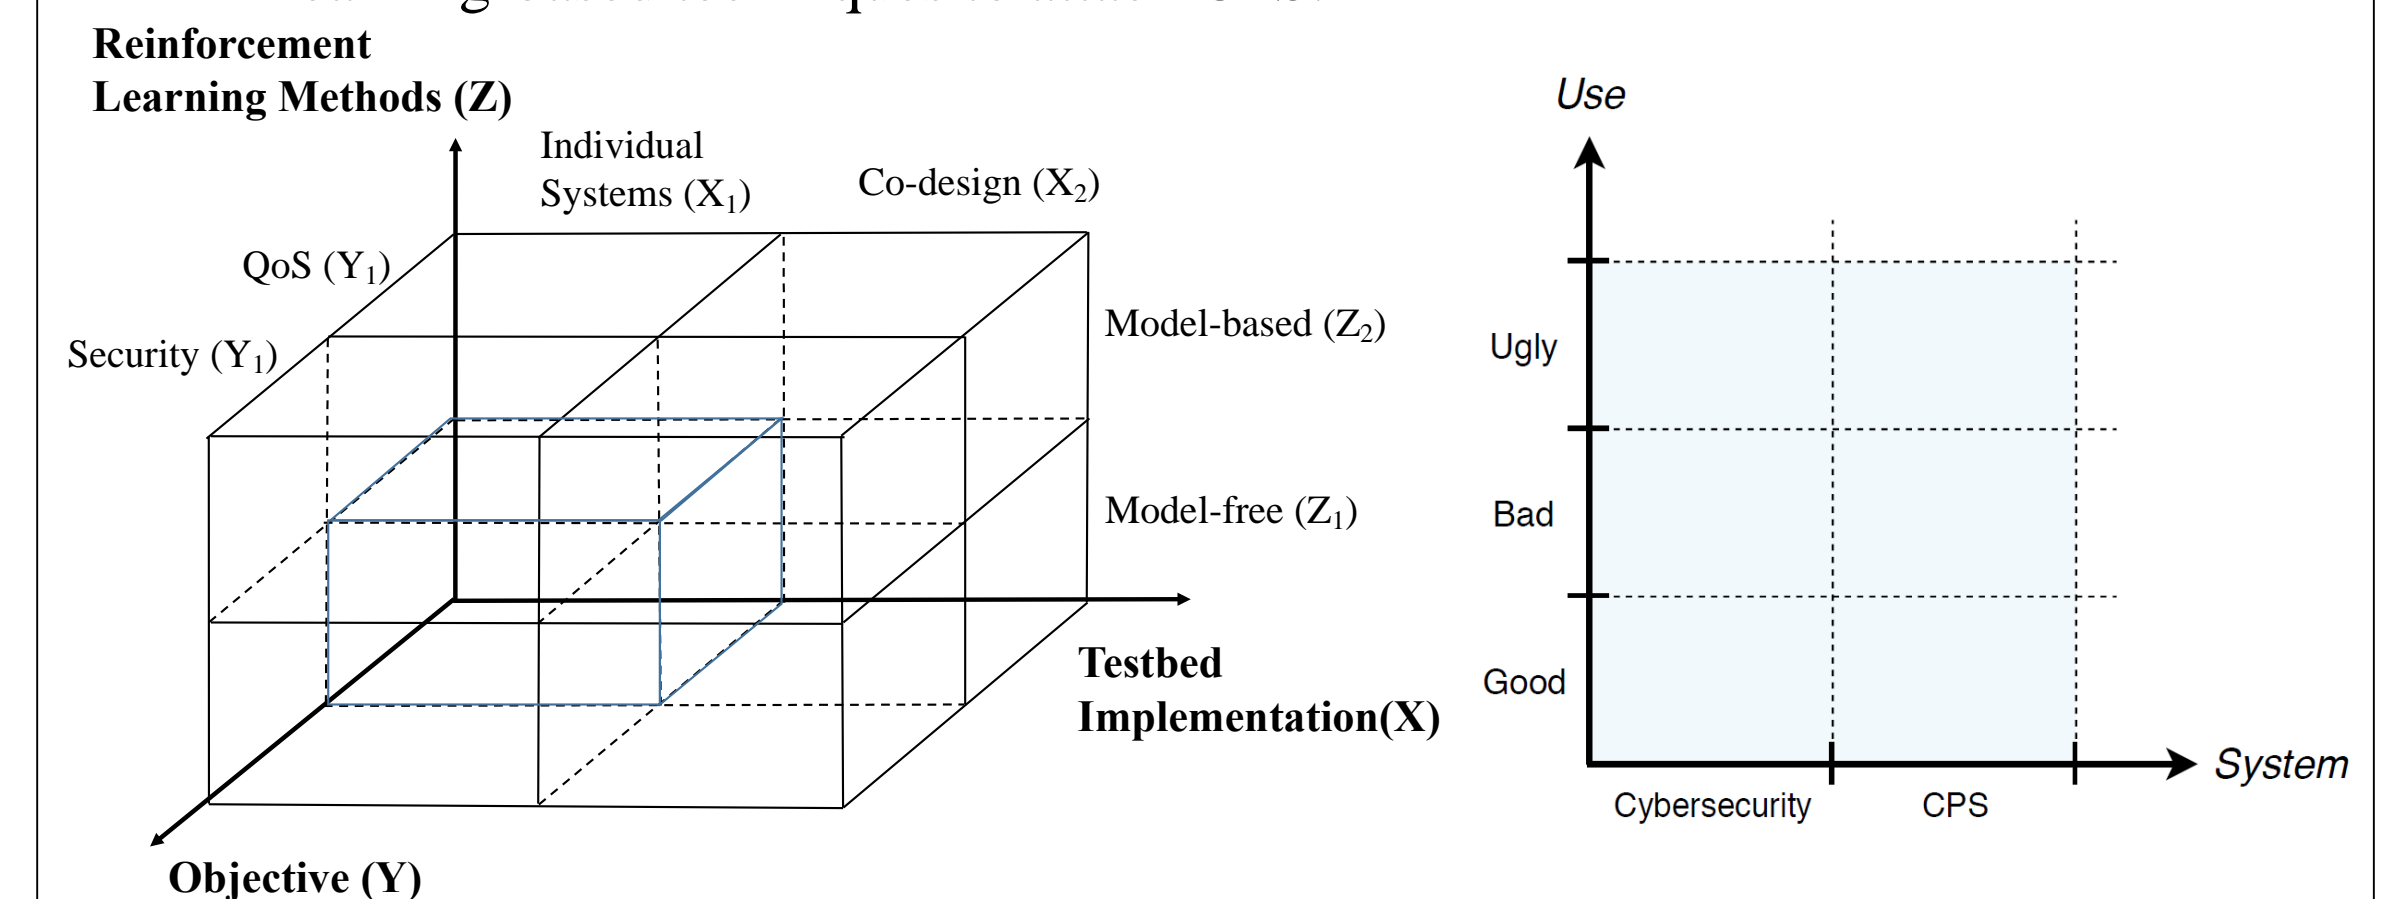 Reinforcement
Learning Methods (Z)
Individual
Systems (X1)
Co-design (X2)
QoS (Y1)
Security (Y1)
Model-based (Z2)
Model-free (Z1)
Testbed
Implementation(X)
Objective (Y)
Use
Ugly
Bad
Good
System
Cybersecurity
CPS